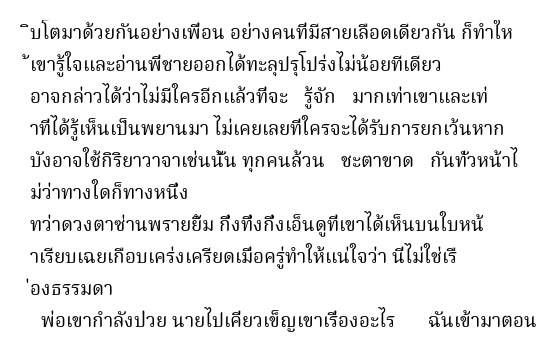 ิบโตมาด้วยกันอย่างเพื่อน อย่างคนที่มีสายเลือดเดียวกัน ก็ทำให
้เขารู้ใจและอ่านพี่ชายออกได้ทะลุปรุโปร่งไม่น้อยทีเดียว
อาจกล่าวได้ว่าไม่มีใครอีกแล้วที่จะ รู้จัก มากเท่าเขาและเท่
าที่ได้รู้เห็นเป็นพยานมา ไม่เคยเลยที่ใครจะได้รับการยกเว้นหาก
บังอาจใช้กิริยาวาจาเช่นนั้น ทุกคนล้วน ชะตาขาด กันทั่วหน้าไ
ม่ว่าทางใดก็ทางหนึ่ง
ทว่าดวงตาซ่านพรายยิ้ม กึ่งทึ่งกึ่งเอ็นดูที่เขาได้เห็นบนใบหน้
าเรียบเฉยเกือบเคร่งเครียดเมื่อครู่ทำให้แน่ใจว่า นี่ไม่ใช่เรื
่องธรรมดา
พ่อเขากำลังป่วย นายไปเคี่ยวเข็ญเขาเรื่องอะไร ฉันเข้ามาตอน